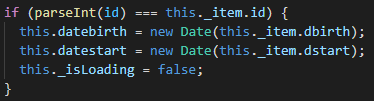 if (parseInt(id) === this._item.id) {
  this.datebirth = new Date(this._item.dbirth);
  this.datestart = new Date(this._item.dstart);
  this._isLoading = false;
}